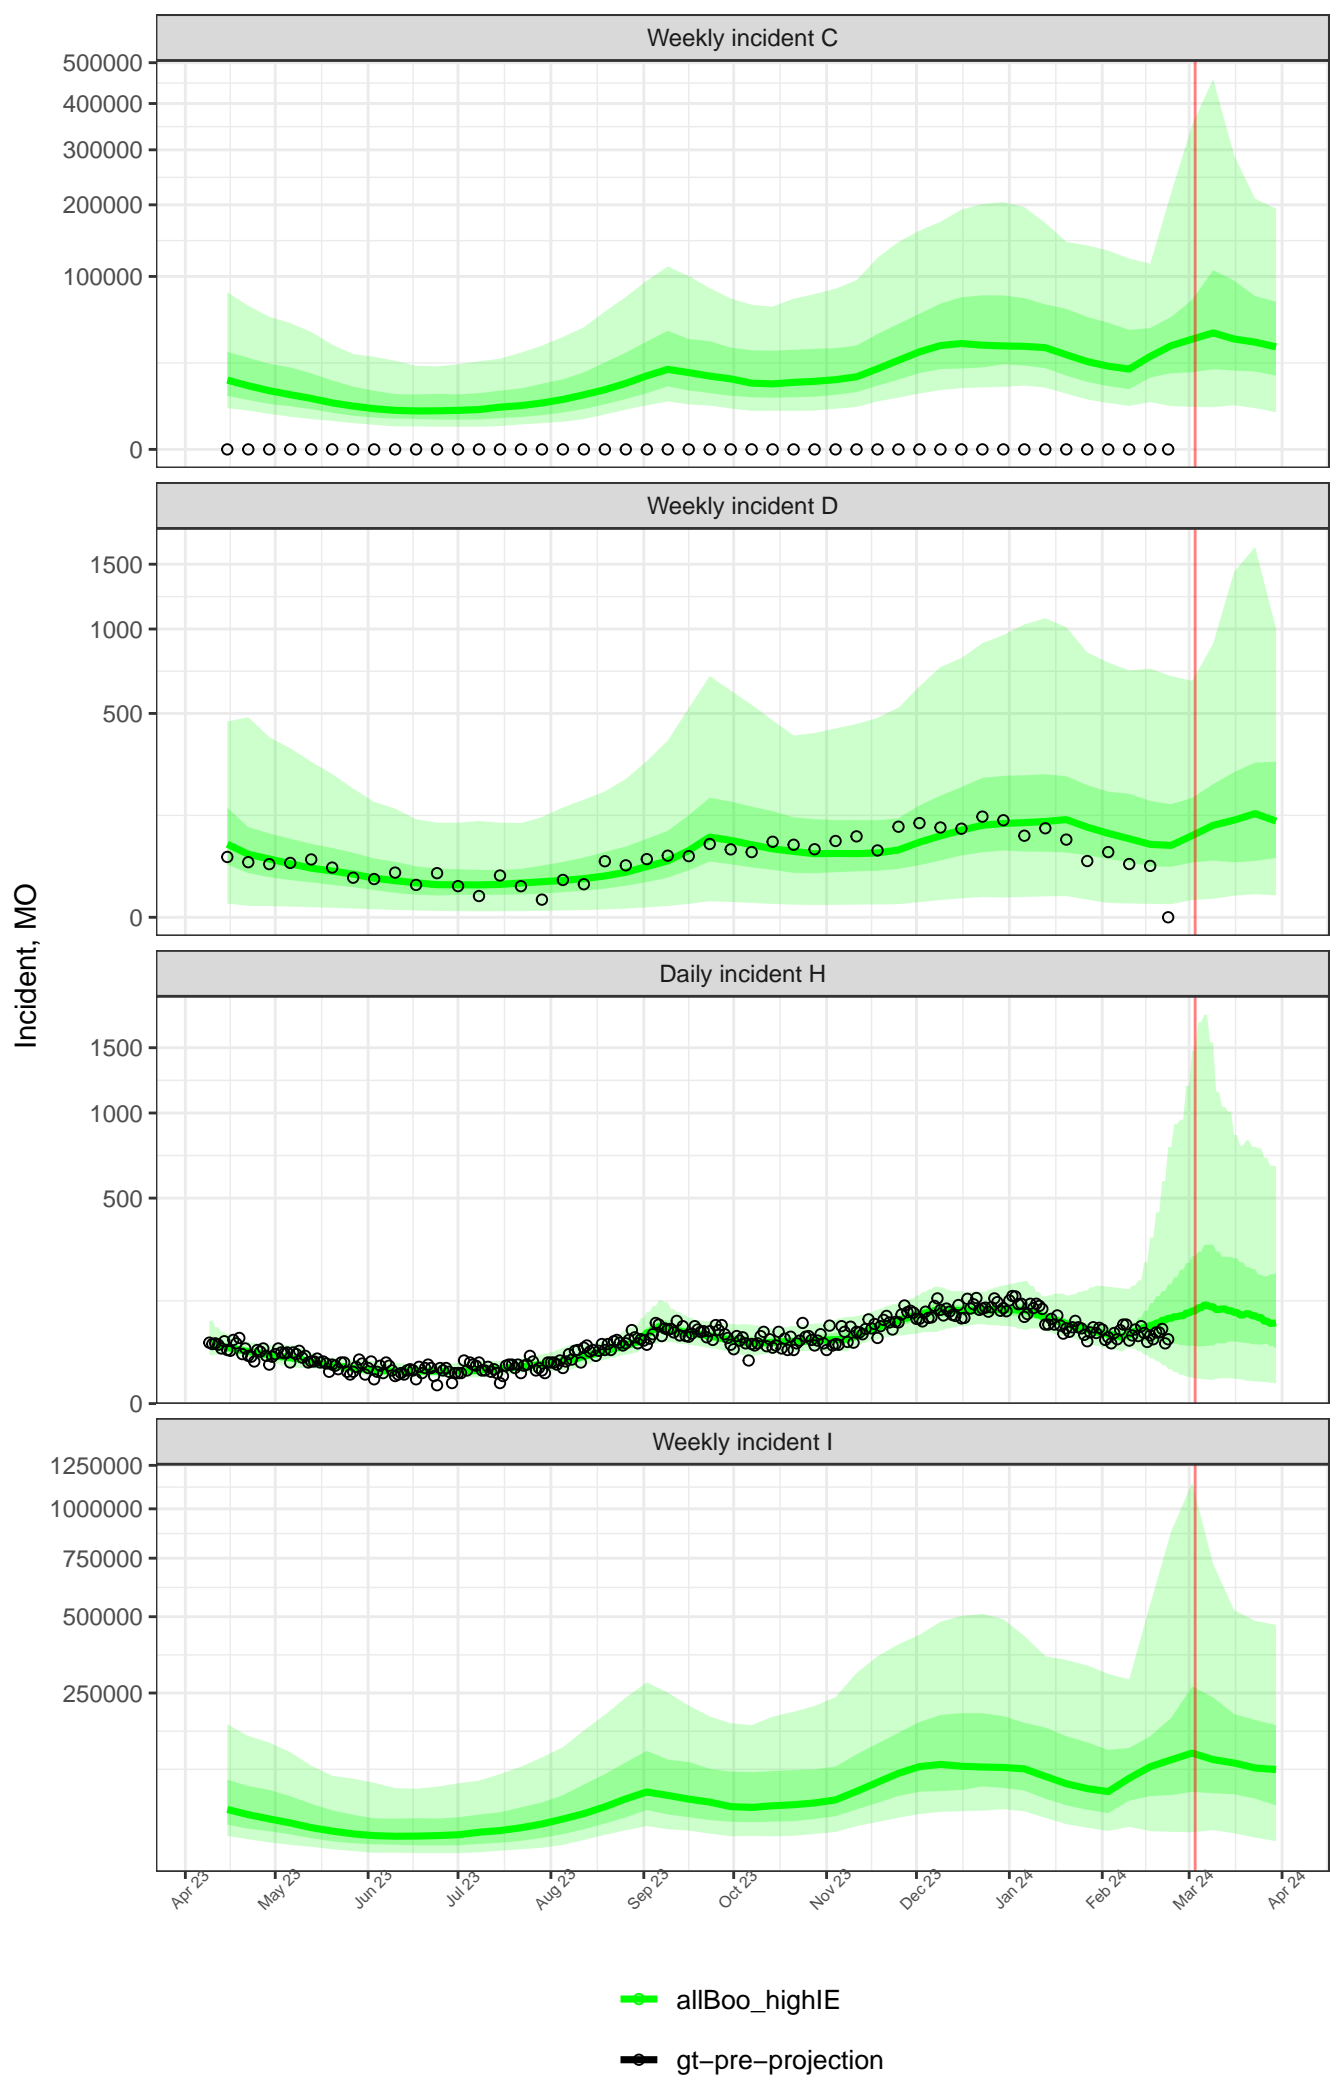 Weekly incident C
500000
400000
300000
200000
100000
0
Weekly incident D
1500
1000
500
0
Incident, MO
Daily incident H
1500
1000
500
0
Weekly incident I
1250000
1000000
750000
500000
250000
Apr 23 May 23 Jun 23 Jul 23 Aug 23 Sep 23 Oct 23 Nov 23 Dec 23 Jan 24 Feb 24 Mar 24 Apr 24
allBoo_highIE
gt−pre−projection